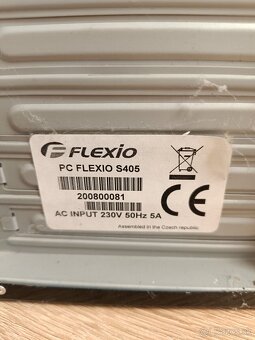 FLEXIO
PC FLEXIO S405
200800081
AC INPUT 230V 50Hz 5A
Assembled in the Czech republic
CE